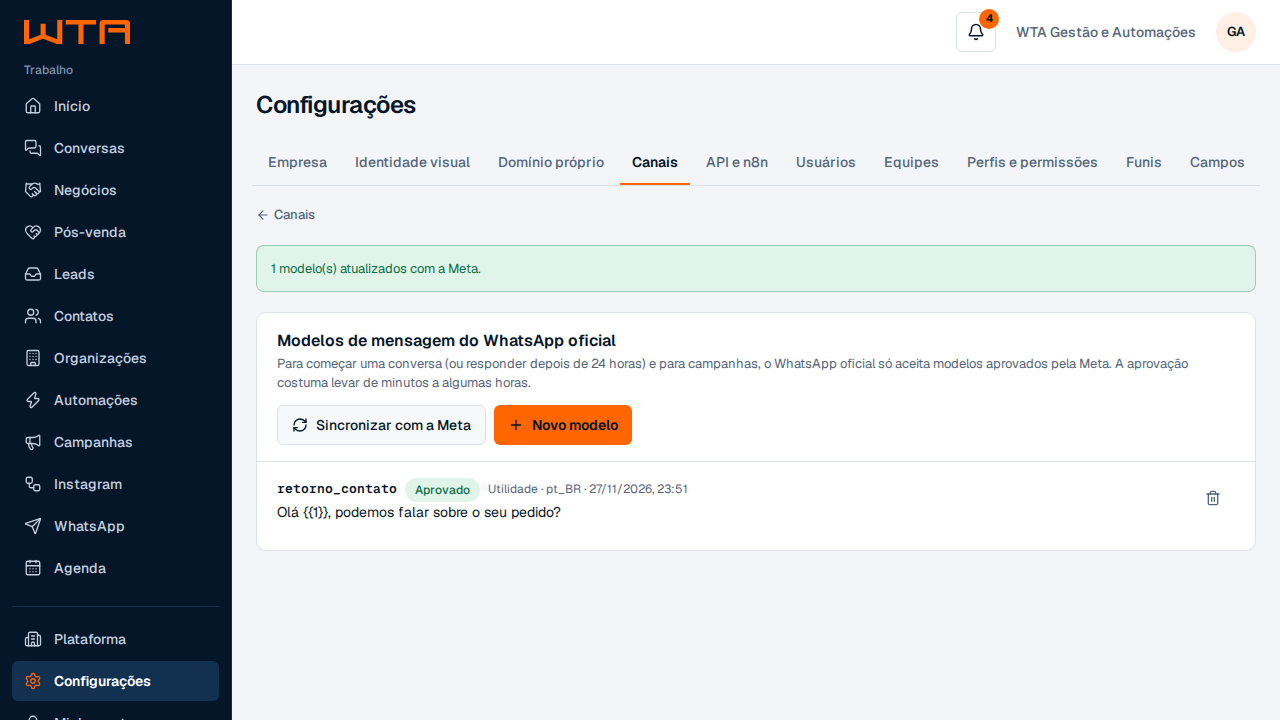 WTA
4
WTA Gestão e Automações
GA
Trabalho
Início
Conversas
Negócios
Pós-venda
Leads
Contatos
Organizações
Automações
Campanhas
Instagram
WhatsApp
Agenda
Plataforma
Configurações
Configurações
Empresa
Identidade visual
Domínio próprio
Canais
API e n8n
Usuários
Equipes
Perfis e permissões
Funis
Campos
Canais
1 modelo(s) atualizados com a Meta.
Modelos de mensagem do WhatsApp oficial
Para começar uma conversa (ou responder depois de 24 horas) e para campanhas, o WhatsApp oficial só aceita modelos aprovados pela Meta. A aprovação
costuma levar de minutos a algumas horas.
Sincronizar com a Meta
Novo modelo
retorno_contato Aprovado Utilidade · pt_BR · 27/11/2026, 23:51
Olá {{1}}, podemos falar sobre o seu pedido?